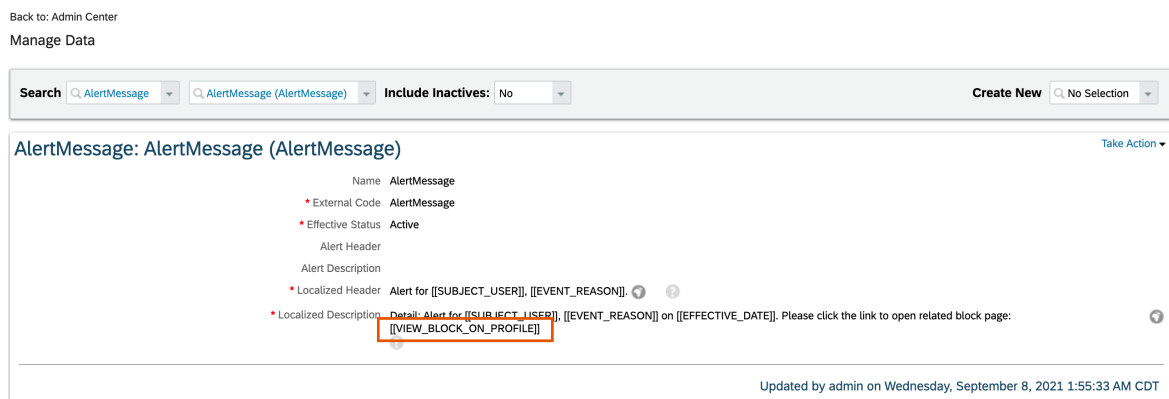 Back to: Admin Center
Manage Data
Search AlertMessage AlertMessage (AlertMessage) Include Inactives: No Create New No Selection
AlertMessage: AlertMessage (AlertMessage) Take Action
Name AlertMessage
* External Code AlertMessage
* Effective Status Active
Alert Header
Alert Description
* Localized Header Alert for [[SUBJECT_USER]], [[EVENT_REASON]]. ?
* Localized Description Detail: Alert for [[SUBJECT_USER]], [[EVENT_REASON]] on [[EFFECTIVE_DATE]]. Please click the link to open related block page:
[[VIEW_BLOCK_ON_PROFILE]]
?
Updated by admin on Wednesday, September 8, 2021 1:55:33 AM CDT